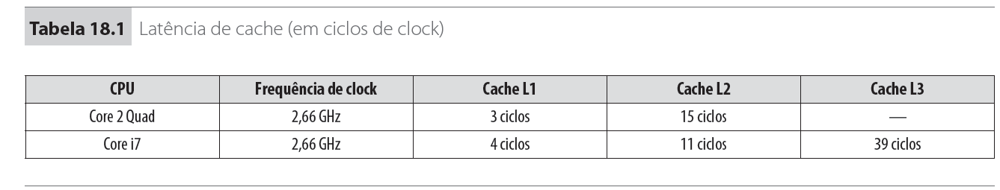 Tabela 18.1 Latência de cache (em ciclos de clock)
CPU Frequência de clock Cache L1 Cache L2 Cache L3
Core 2 Quad 2,66 GHz 3 ciclos 15 ciclos —
Core i7 2,66 GHz 4 ciclos 11 ciclos 39 ciclos